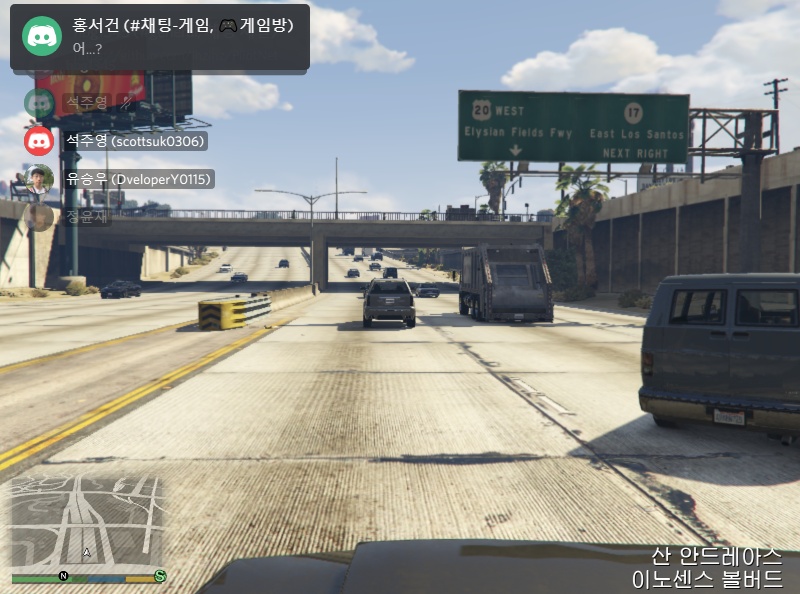 홍서건 (#채팅-게임, 🎮게임방)
어...?
석주영
석주영 (scottsuk0306)
유승우 (DveloperY0115)
정윤재
20 WEST
Elysian Fields Fwy
17
East Los Santos
NEXT RIGHT
N
S
산 안드레아스
이노센스 볼버드